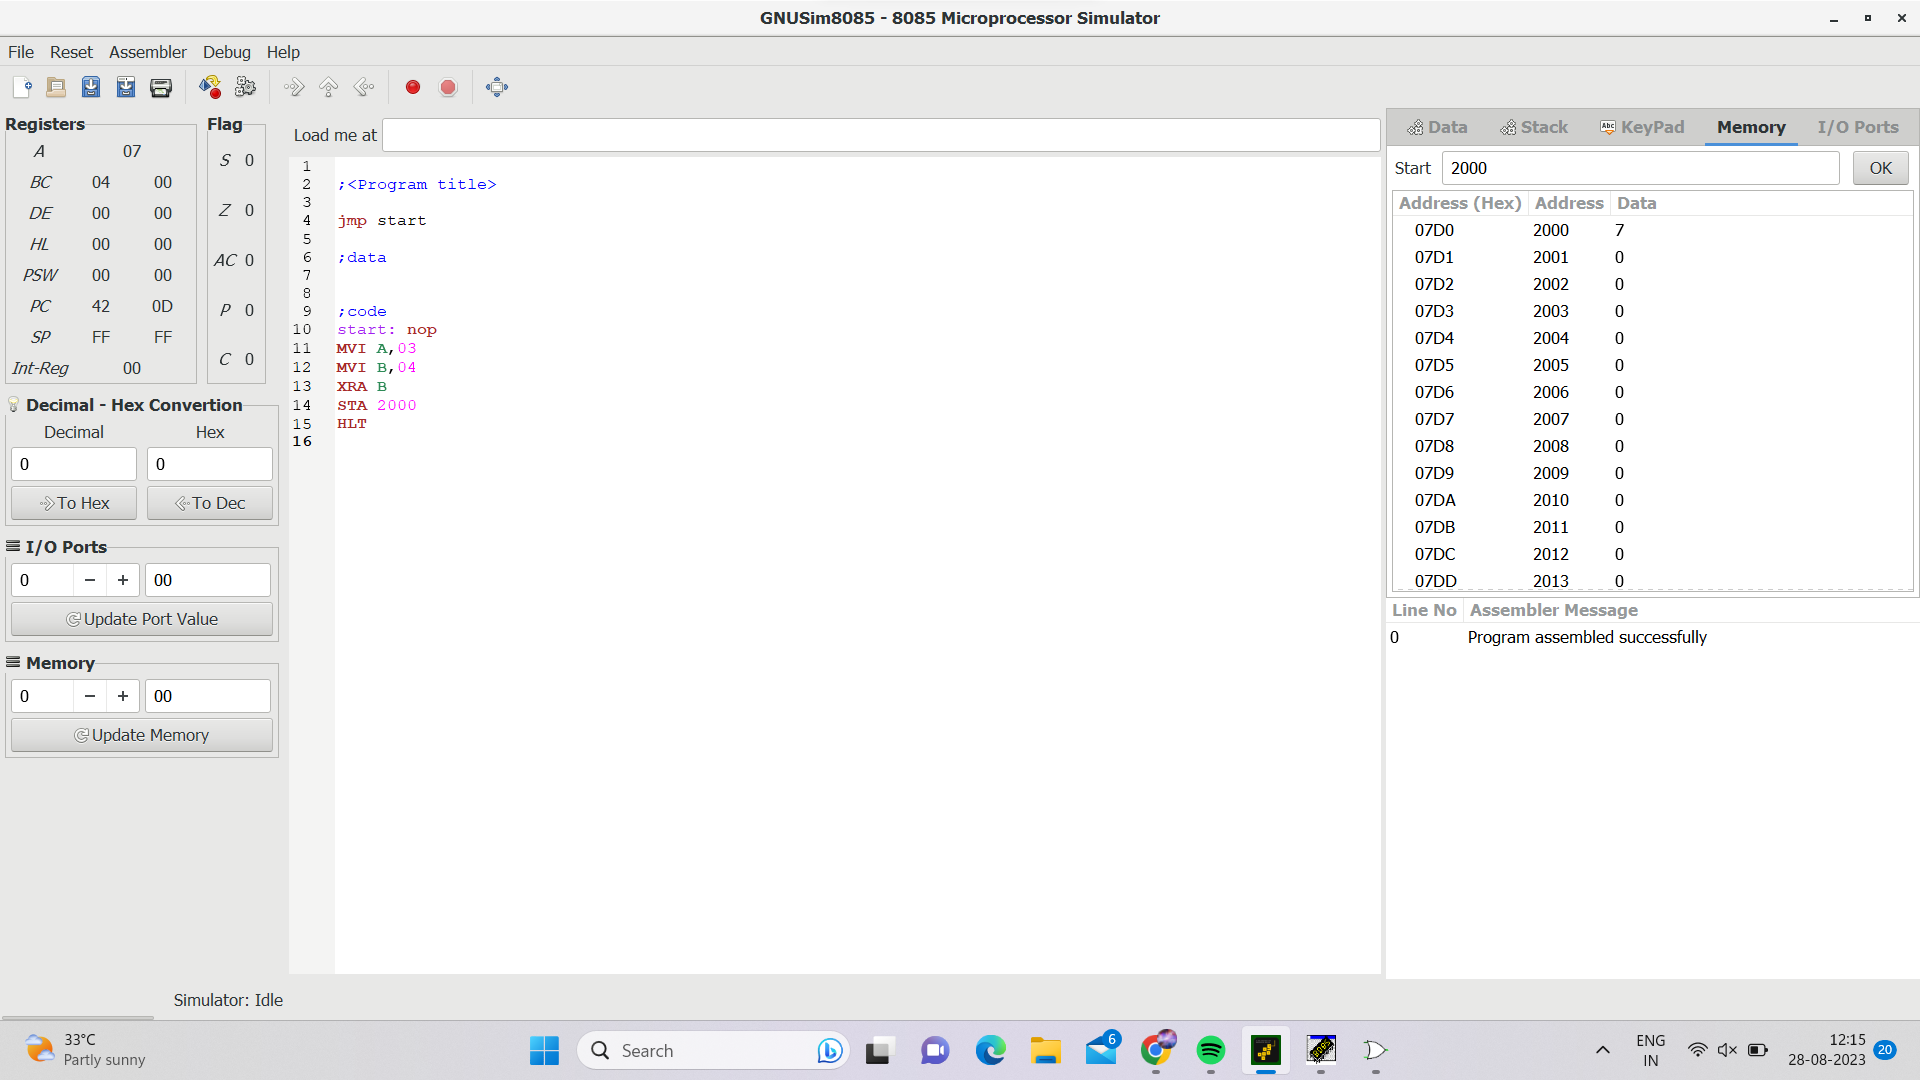 GNUSim8085 - 8085 Microprocessor Simulator
File Reset Assembler Debug Help
Registers
A 07
BC 04 00
DE 00 00
HL 00 00
PSW 00 00
PC 42 0D
SP FF FF
Int-Reg 00
Flag
S 0
Z 0
AC 0
P 0
C 0
Decimal - Hex Convertion
Decimal Hex
0 0
To Hex To Dec
I/O Ports
0 − + 00
Update Port Value
Memory
0 − + 00
Update Memory
Load me at
1
2 ;<Program title>
3
4 jmp start
5
6 ;data
7
8
9 ;code
10 start: nop
11 MVI A,03
12 MVI B,04
13 XRA B
14 STA 2000
15 HLT
16
Data Stack Abc KeyPad Memory I/O Ports
Start 2000 OK
Address (Hex) Address Data
07D0 2000 7
07D1 2001 0
07D2 2002 0
07D3 2003 0
07D4 2004 0
07D5 2005 0
07D6 2006 0
07D7 2007 0
07D8 2008 0
07D9 2009 0
07DA 2010 0
07DB 2011 0
07DC 2012 0
07DD 2013 0
Line No Assembler Message
0 Program assembled successfully
Simulator: Idle
33°C
Partly sunny
Search
6
ENG
IN
12:15
28-08-2023
20